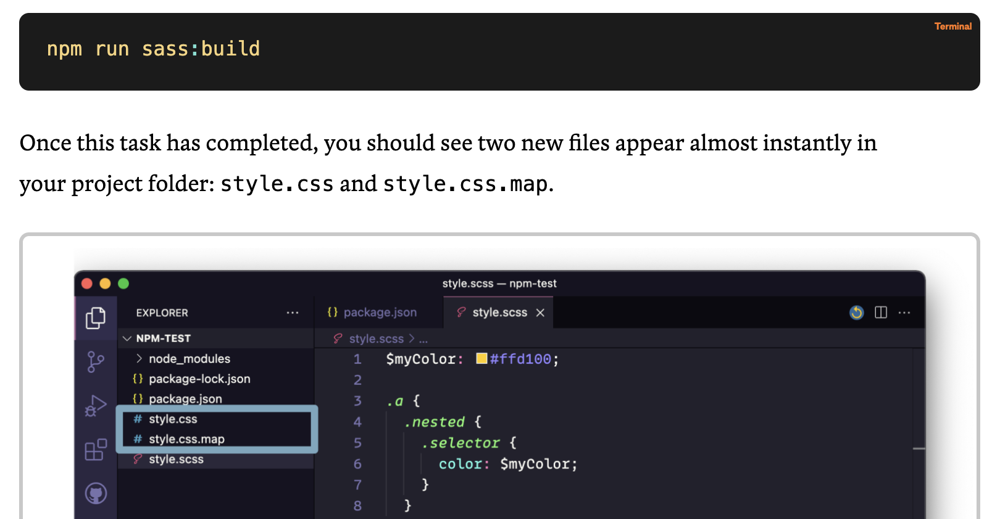 Terminal
npm run sass:build
Once this task has completed, you should see two new files appear almost instantly in
your project folder: style.css and style.css.map.
style.scss — npm-test
EXPLORER ···
{} package.json
style.scss ×
···
NPM-TEST
style.scss > ...
> node_modules
{} package-lock.json
{} package.json
# style.css
# style.css.map
style.scss
1 $myColor: #ffd100;
2
3 .a {
4 .nested {
5 .selector {
6 color: $myColor;
7 }
8 }